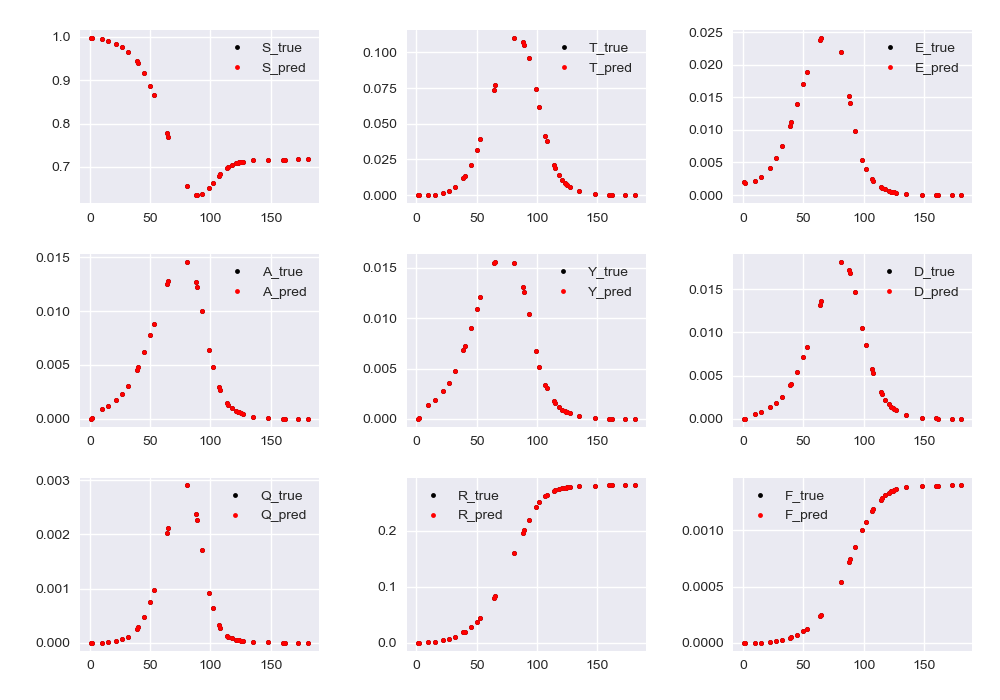 1.0
0.9
0.8
0.7
0 50 100 150
S_true
S_pred
0.100
0.075
0.050
0.025
0.000
0 50 100 150
T_true
T_pred
0.025
0.020
0.015
0.010
0.005
0.000
0 50 100 150
E_true
E_pred
0.015
0.010
0.005
0.000
0 50 100 150
A_true
A_pred
0.015
0.010
0.005
0.000
0 50 100 150
Y_true
Y_pred
0.015
0.010
0.005
0.000
0 50 100 150
D_true
D_pred
0.003
0.002
0.001
0.000
0 50 100 150
Q_true
Q_pred
0.2
0.1
0.0
0 50 100 150
R_true
R_pred
0.0010
0.0005
0.0000
0 50 100 150
F_true
F_pred